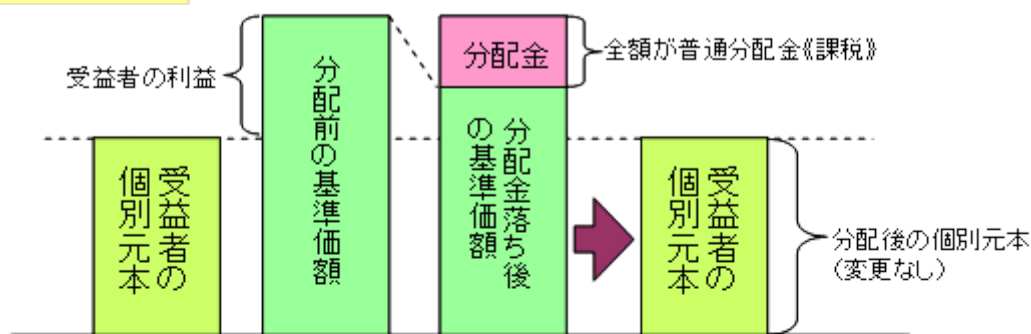 受益者の利益
受益者の
個別元本
分配前の基準価額
分配金
全額が普通分配金《課税》
分配金落ち後
の基準価額
受益者の
個別元本
分配後の個別元本
(変更なし)